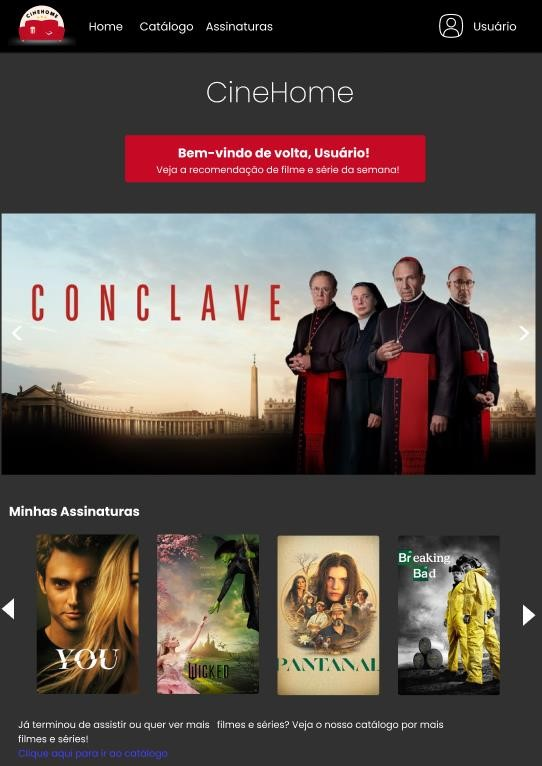 CINEHOME
Home Catálogo Assinaturas Usuário
CineHome
Bem-vindo de volta, Usuário!
Veja a recomendação de filme e série da semana!
CONCLAVE
Minhas Assinaturas
YOU
WICKED
PANTANAL
Breaking
Bad
Já terminou de assistir ou quer ver mais filmes e séries? Veja o nosso catálogo por mais
filmes e séries!
Clique aqui para ir ao catálogo